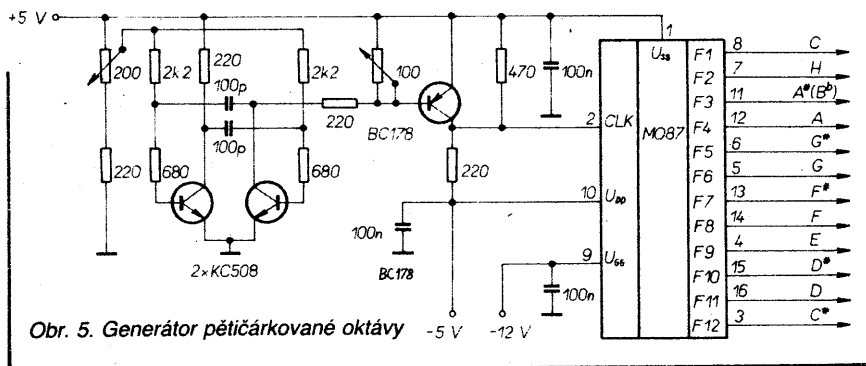 +5 V
1
200
2k2
220
2k2
100
470
100n
U_SS
100p
100p
220
BC178
220
680
680
2×KC508
220
100n
BC178
100n
-5 V
-12 V
2 CLK
10 U_DD
9 U_GG
MO87
F1 8 C
F2 7 H
F3 11 A#(Bb)
F4 12 A
F5 6 G#
F6 5 G
F7 13 F#
F8 14 F
F9 4 E
F10 15 D#
F11 16 D
F12 3 C#
Obr. 5. Generátor pětičárkované oktávy